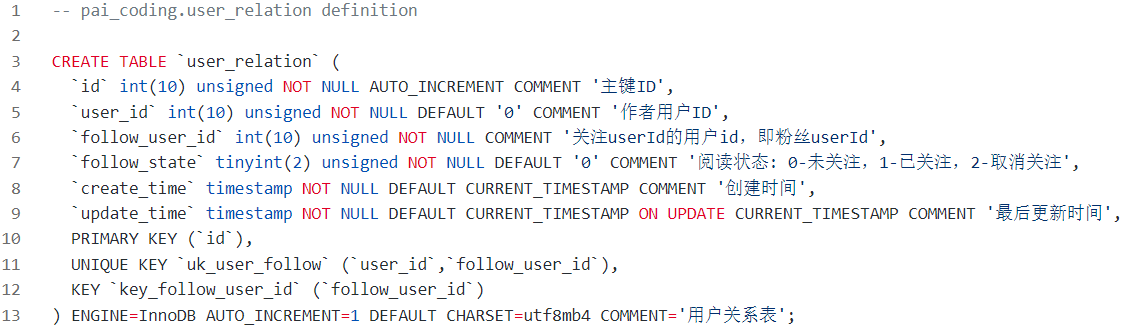 1 -- pai_coding.user_relation definition
2
3 CREATE TABLE `user_relation` (
4 `id` int(10) unsigned NOT NULL AUTO_INCREMENT COMMENT '主键ID',
5 `user_id` int(10) unsigned NOT NULL DEFAULT '0' COMMENT '作者用户ID',
6 `follow_user_id` int(10) unsigned NOT NULL COMMENT '关注userId的用户id，即粉丝userId',
7 `follow_state` tinyint(2) unsigned NOT NULL DEFAULT '0' COMMENT '阅读状态: 0-未关注，1-已关注，2-取消关注',
8 `create_time` timestamp NOT NULL DEFAULT CURRENT_TIMESTAMP COMMENT '创建时间',
9 `update_time` timestamp NOT NULL DEFAULT CURRENT_TIMESTAMP ON UPDATE CURRENT_TIMESTAMP COMMENT '最后更新时间',
10 PRIMARY KEY (`id`),
11 UNIQUE KEY `uk_user_follow` (`user_id`,`follow_user_id`),
12 KEY `key_follow_user_id` (`follow_user_id`)
13 ) ENGINE=InnoDB AUTO_INCREMENT=1 DEFAULT CHARSET=utf8mb4 COMMENT='用户关系表';